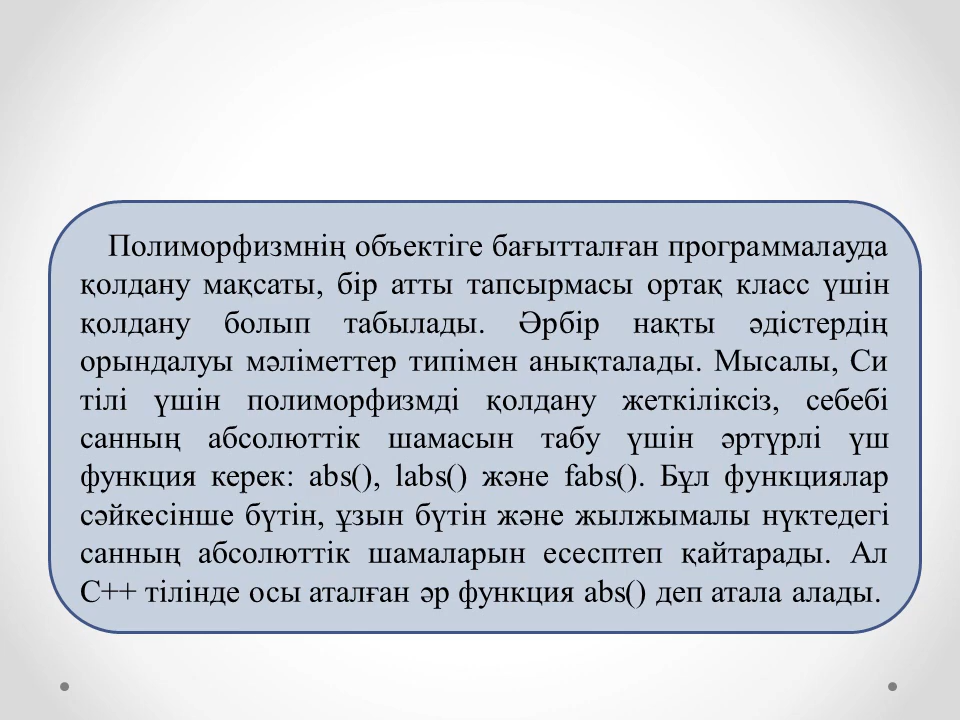 Полиморфизмнің объектіге бағытталған программалауда
қолдану мақсаты, бір атты тапсырмасы ортақ класс үшін
қолдану болып табылады. Әрбір нақты әдістердің
орындалуы мәліметтер типімен анықталады. Мысалы, Си
тілі үшін полиморфизмді қолдану жеткіліксіз, себебі
санның абсолюттік шамасын табу үшін әртүрлі үш
функция керек: abs(), labs() және fabs(). Бұл функциялар
сәйкесінше бүтін, ұзын бүтін және жылжымалы нүктедегі
санның абсолюттік шамаларын есесптеп қайтарады. Ал
С++ тілінде осы аталған әр функция abs() деп атала алады.